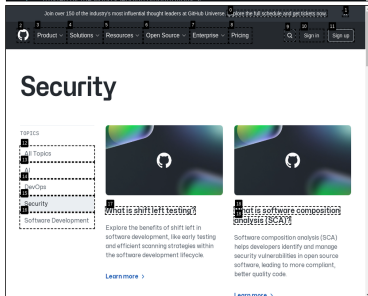 Join over 150 of the industry's most influential thought leaders at GitHub Universe. Explore the full schedule and get tickets now.
Product
Solutions
Resources
Open Source
Enterprise
Pricing
Sign in
Sign up
Security
TOPICS
All Topics
AI
DevOps
Security
Software Development
What is shift left testing?
Explore the benefits of shift left in
software development, like early testing
and efficient scanning strategies within
the software development lifecycle.
Learn more >
What is software composition
analysis (SCA)?
Software composition analysis (SCA)
helps developers identify and manage
security vulnerabilities in open source
software, leading to more compliant,
better quality code.
Learn more >